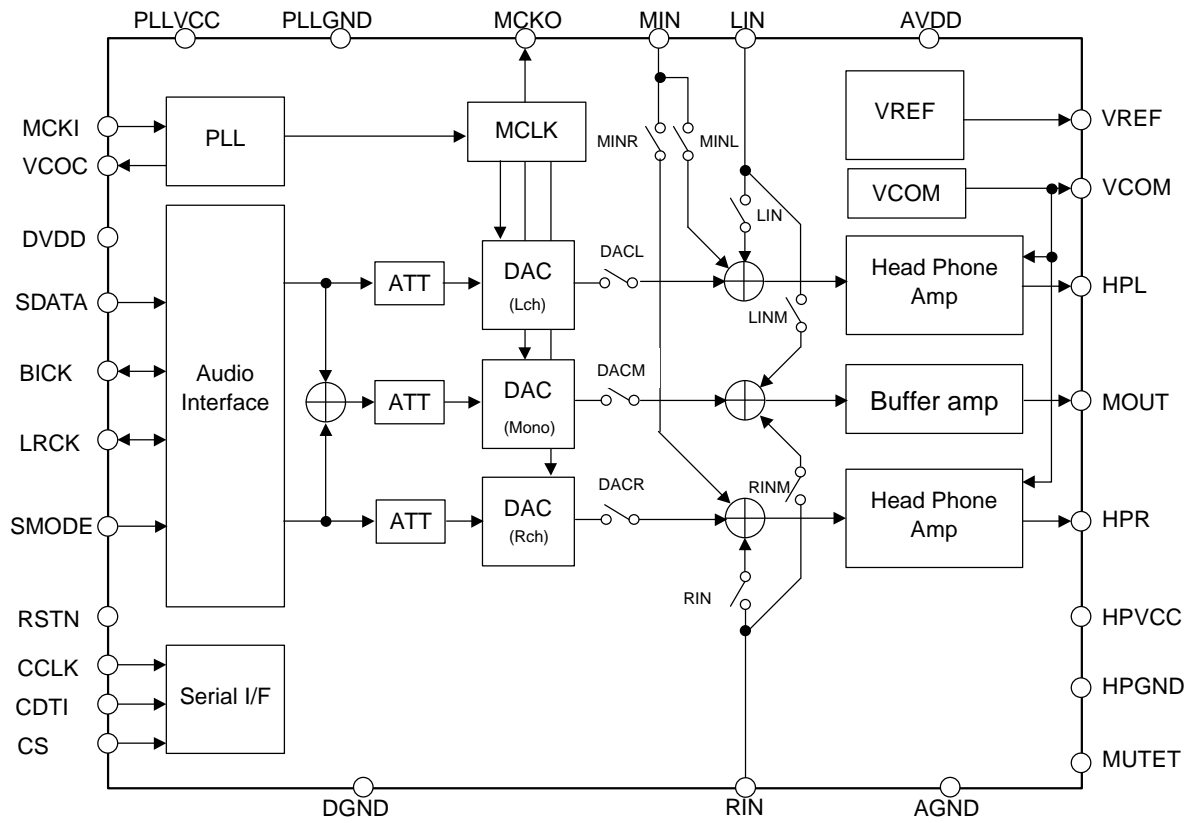 PLLVCC
PLLGND
MCKO
MIN
LIN
AVDD
MCKI
VCOC
DVDD
SDATA
BICK
LRCK
SMODE
RSTN
CCLK
CDTI
CS
PLL
MCLK
MINR
MINL
LIN
VREF
VCOM
VREF
VCOM
Audio
Interface
ATT
DAC
(Lch)
DACL
LINM
Head Phone
Amp
HPL
ATT
DAC
(Mono)
DACM
Buffer amp
MOUT
ATT
DAC
(Rch)
DACR
RINM
Head Phone
Amp
HPR
RIN
Serial I/F
HPVCC
HPGND
MUTET
DGND
RIN
AGND